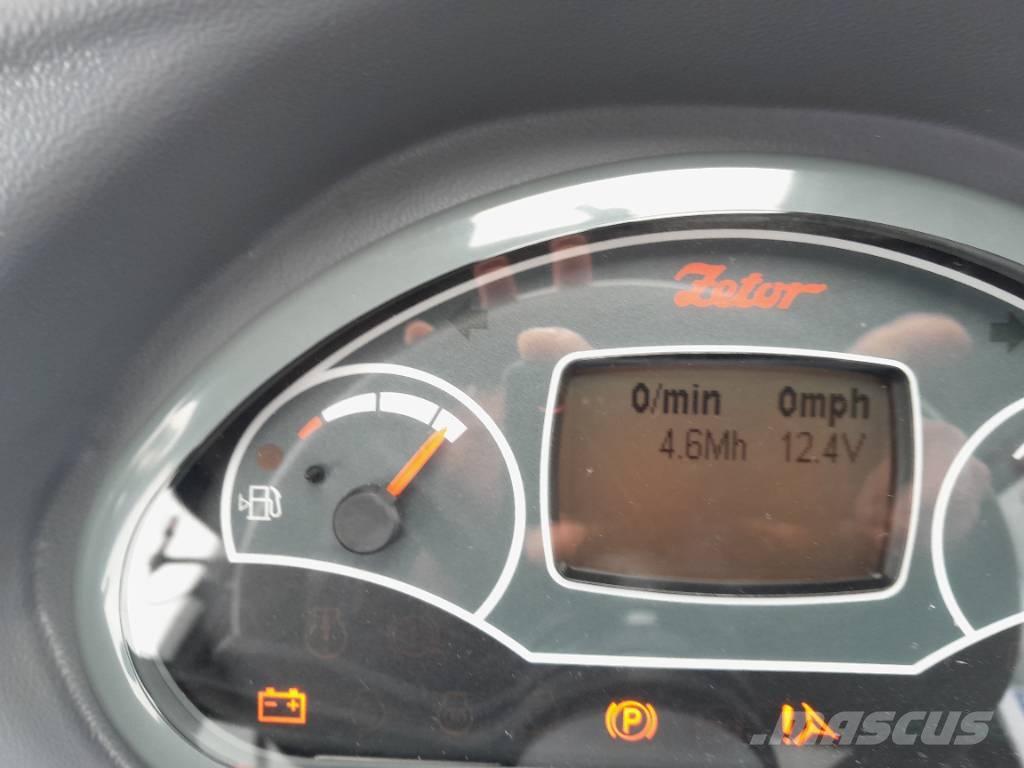 Zetor
0/min 0mph
4.6Mh 12.4V
P
MASCUS